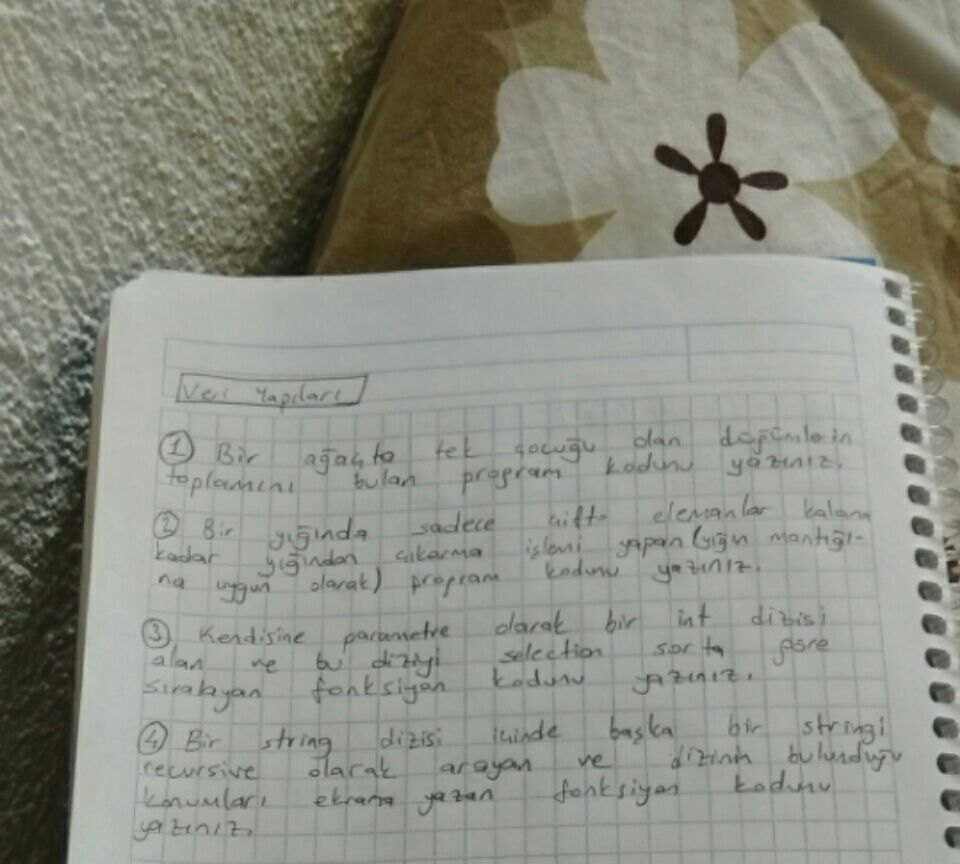 Veri Yapıları
① Bir ağaçta tek çocuğu olan düğümlerin
toplamını bulan program kodunu yazınız.
② Bir yığında sadece çift elemanlar kalana
kadar yığından çıkarma işlemi yapan (yığın mantığı-
na uygun olarak) program kodunu yazınız.
③ Kendisine parametre olarak bir int dizisi
alan ve bu diziyi selection sorta göre
sıralayan fonksiyon kodunu yazınız.
④ Bir string dizisi içinde başka bir stringi
recursive olarak arayan ve dizinin bulunduğu
konumları ekrana yazan fonksiyon kodunu
yazınız.